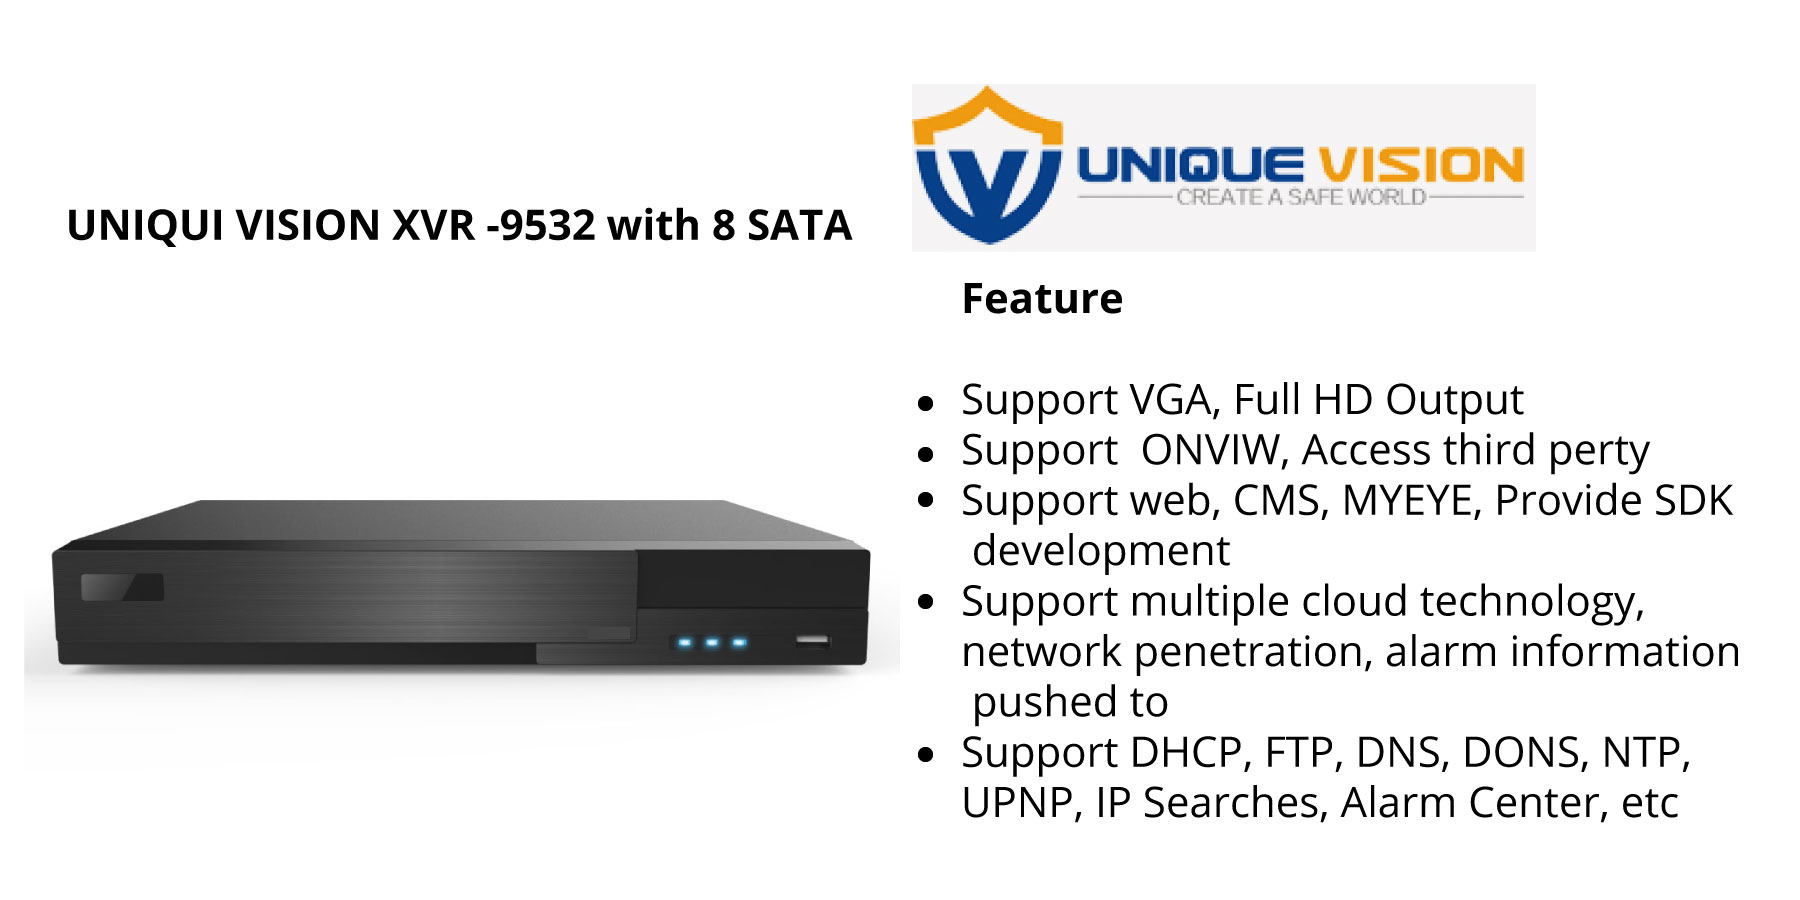 UNIQUI VISION XVR -9532 with 8 SATA
UNIQUE VISION
CREATE A SAFE WORLD
Feature
• Support VGA, Full HD Output
• Support  ONVIW, Access third perty
• Support web, CMS, MYEYE, Provide SDK
development
• Support multiple cloud technology,
network penetration, alarm information
pushed to
• Support DHCP, FTP, DNS, DONS, NTP,
UPNP, IP Searches, Alarm Center, etc